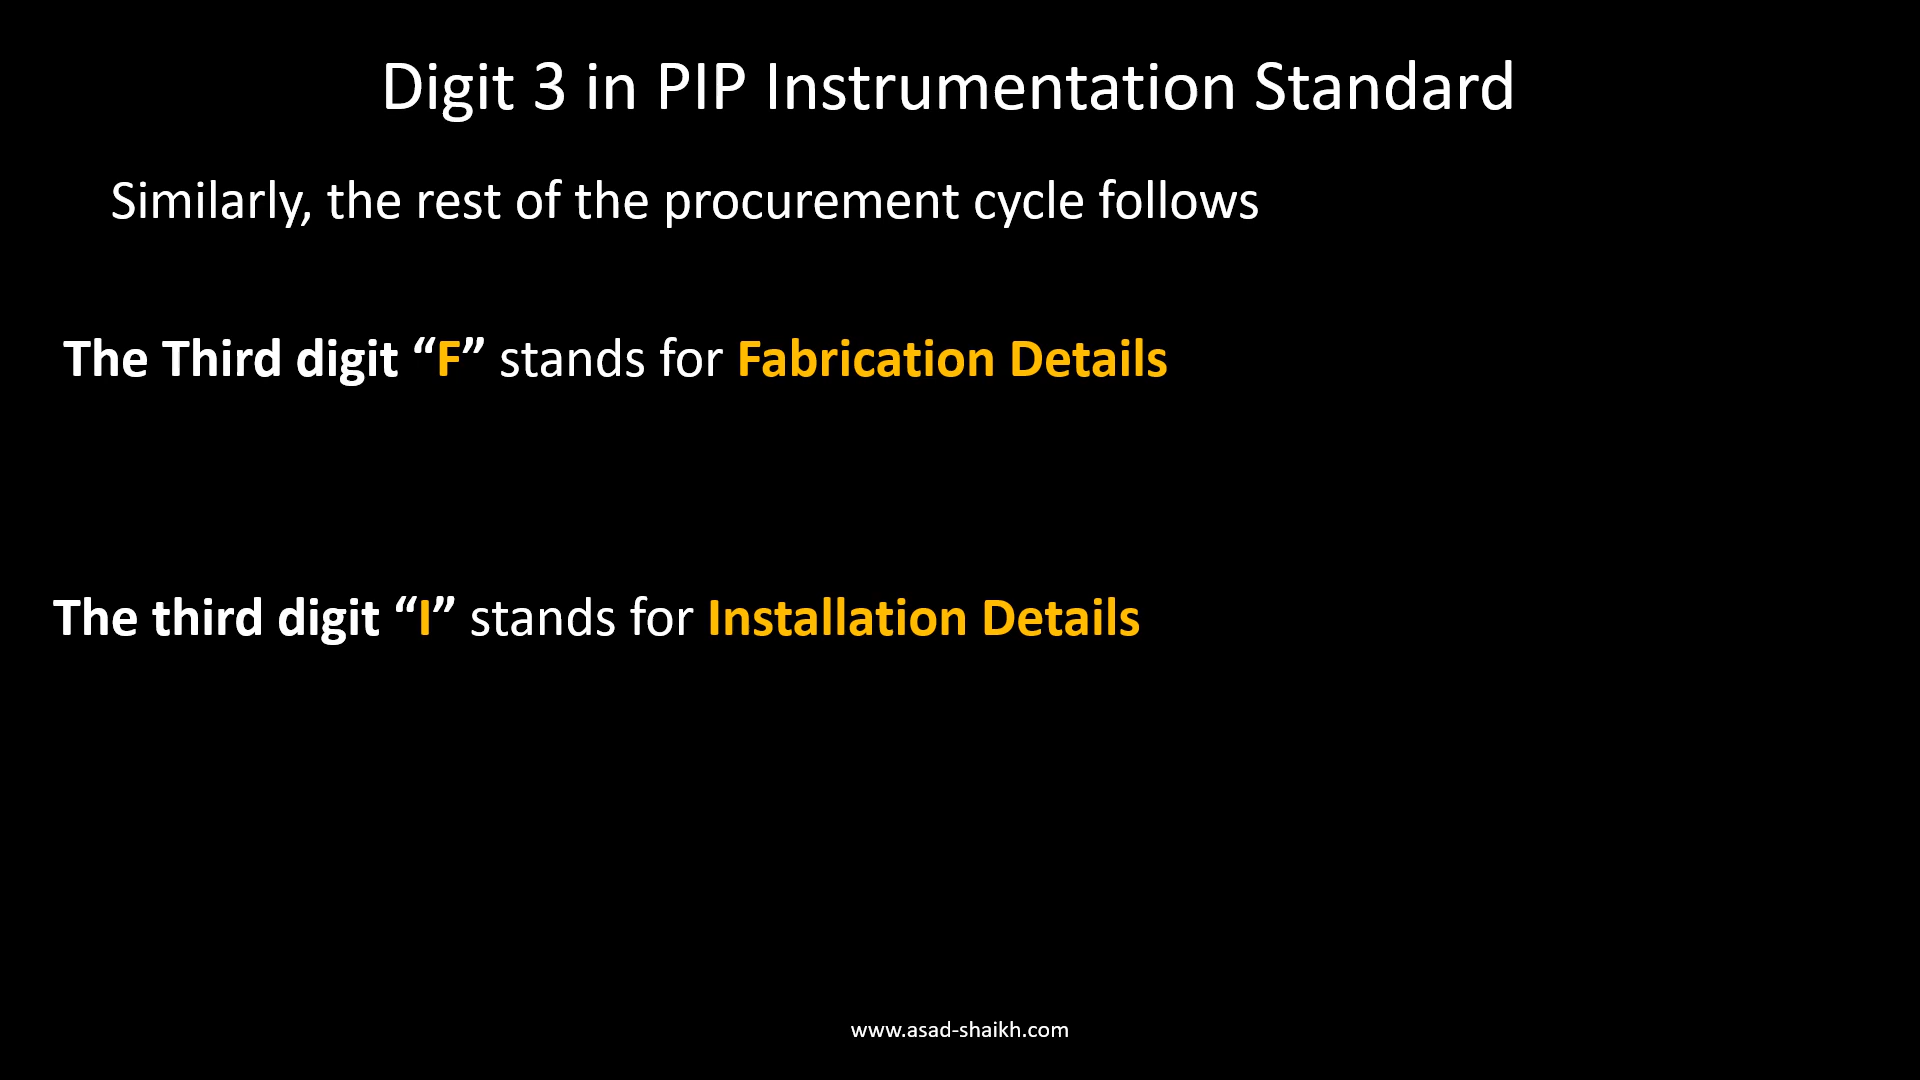 Digit 3 in PIP Instrumentation Standard
Similarly, the rest of the procurement cycle follows
The Third digit “F” stands for Fabrication Details
The third digit “I” stands for Installation Details
www.asad-shaikh.com